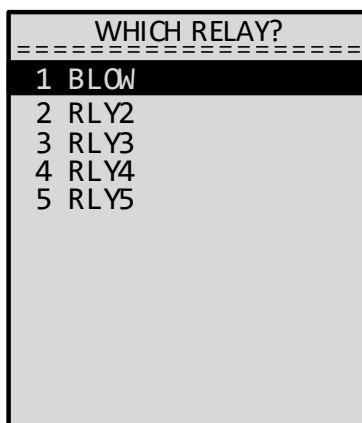 WHICH RELAY?
====================
1 BLOW
2 RLY2
3 RLY3
4 RLY4
5 RLY5